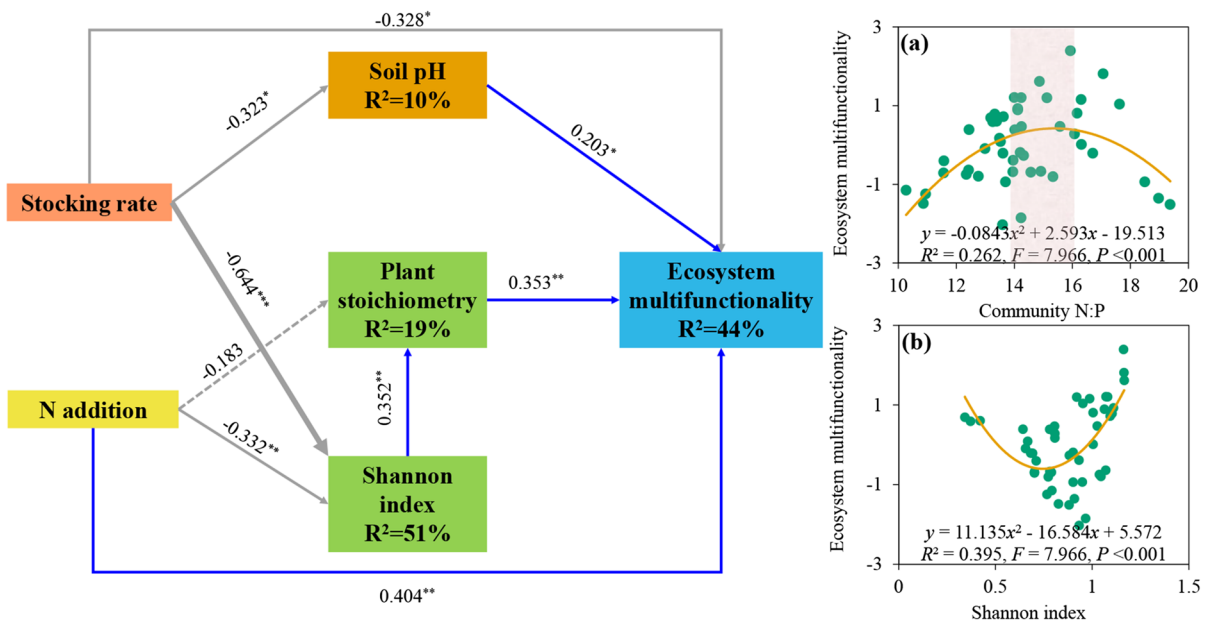 -0.328*
Soil pH
R²=10%
-0.323*
0.203*
Stocking rate
-0.644***
Plant
stoichiometry
R²=19%
0.353**
Ecosystem
multifunctionality
R²=44%
-0.183
0.352**
N addition
-0.332**
Shannon
index
R²=51%
0.404**
(a)
Ecosystem multifunctionality
3
1
-1
-3
y = -0.0843x² + 2.593x - 19.513
R² = 0.262, F = 7.966, P <0.001
10 12 14 16 18 20
Community N:P
(b)
Ecosystem multifunctionality
3
1
-1
-3
y = 11.135x² - 16.584x + 5.572
R² = 0.395, F = 7.966, P <0.001
0 0.5 1 1.5
Shannon index